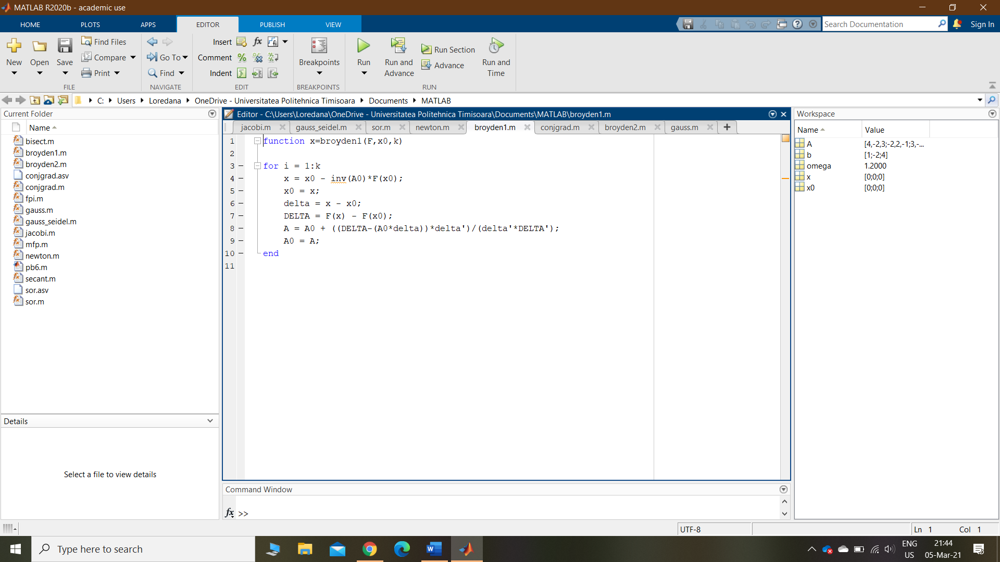 MATLAB R2020b - academic use
HOME PLOTS APPS EDITOR PUBLISH VIEW Search Documentation Sign In
New Open Save Find Files Compare Print
FILE
Go To Find
NAVIGATE
Insert fx
Comment
Indent
EDIT
Breakpoints
BREAKPOINTS
Run Run and Advance Run Section Advance Run and Time
RUN
C: Users Loredana OneDrive - Universitatea Politehnica Timisoara Documents MATLAB
Current Folder
Name
bisect.m
broyden1.m
broyden2.m
conjgrad.asv
conjgrad.m
fpi.m
gauss.m
gauss_seidel.m
jacobi.m
mfp.m
newton.m
pb6.m
secant.m
sor.asv
sor.m
Details
Select a file to view details
Editor - C:\Users\Loredana\OneDrive - Universitatea Politehnica Timisoara\Documents\MATLAB\broyden1.m
jacobi.m gauss_seidel.m sor.m newton.m broyden1.m conjgrad.m broyden2.m gauss.m +
1 function x=broyden1(F,x0,k)
2
3 for i = 1:k
4 x = x0 - inv(A0)*F(x0);
5 x0 = x;
6 delta = x - x0;
7 DELTA = F(x) - F(x0);
8 A = A0 + ((DELTA-(A0*delta))*delta')/(delta'*DELTA');
9 A0 = A;
10 end
11
Command Window
fx >>
Workspace
Name Value
A [4,-2,3;-2,2,-1;3,-...
b [1;-2;4]
omega 1.2000
x [0;0;0]
x0 [0;0;0]
UTF-8 Ln 1 Col 1
Type here to search
ENG
US
21:44
05-Mar-21